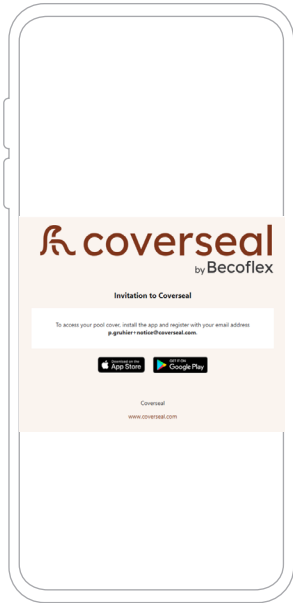 coverseal
by Becoflex
Invitation to Coverseal
To access your pool cover, install the app and register with your email address
p.gruhier+notice@coverseal.com.
Download on the
App Store
GET IT ON
Google Play
Coverseal
www.coverseal.com